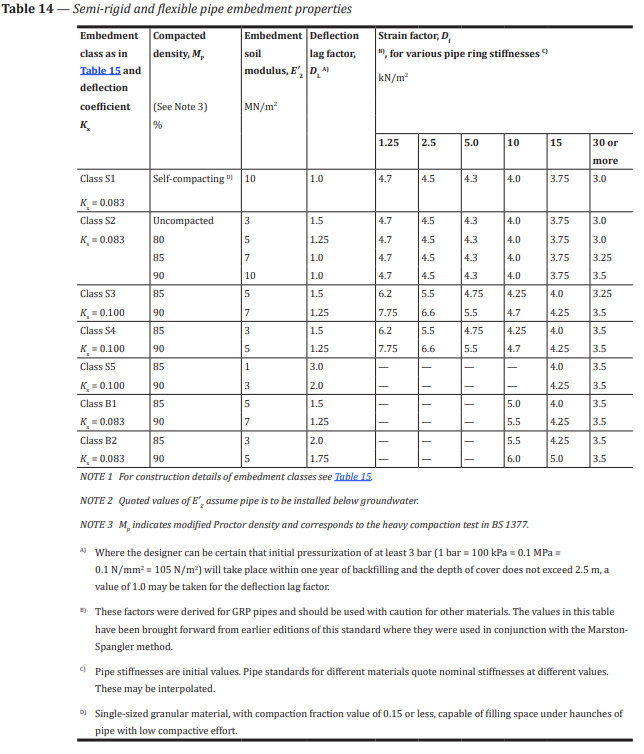 Table 14 — Semi-rigid and flexible pipe embedment properties
Embedment Compacted Embedment Deflection Strain factor, Df
class as in density, Mp soil lag factor, B), for various pipe ring stiffnesses C)
Table 15 and modulus, E′2 DL A)
kN/m²
deflection
coefficient (See Note 3) MN/m²
Kx %
1.25 2.5 5.0 10 15 30 or
more
Class S1 Self-compacting D) 10 1.0 4.7 4.5 4.3 4.0 3.75 3.0
Kx = 0.083
Class S2 Uncompacted 3 1.5 4.7 4.5 4.3 4.0 3.75 3.0
Kx = 0.083 80 5 1.25 4.7 4.5 4.3 4.0 3.75 3.0
85 7 1.0 4.7 4.5 4.3 4.0 3.75 3.25
90 10 1.0 4.7 4.5 4.3 4.0 3.75 3.5
Class S3 85 5 1.5 6.2 5.5 4.75 4.25 4.0 3.25
Kx = 0.100 90 7 1.25 7.75 6.6 5.5 4.7 4.25 3.5
Class S4 85 3 1.5 6.2 5.5 4.75 4.25 4.0 3.5
Kx = 0.100 90 5 1.25 7.75 6.6 5.5 4.7 4.25 3.5
Class S5 85 1 3.0 — — — — 4.0 3.5
Kx = 0.100 90 3 2.0 — — — — 4.25 3.5
Class B1 85 5 1.5 — — — 5.0 4.0 3.5
Kx = 0.083 90 7 1.25 — — — 5.5 4.25 3.5
Class B2 85 3 2.0 — — — 5.5 4.25 3.5
Kx = 0.083 90 5 1.75 — — — 6.0 5.0 3.5
NOTE 1 For construction details of embedment classes see Table 15.
NOTE 2 Quoted values of E′2 assume pipe is to be installed below groundwater.
NOTE 3 Mp indicates modified Proctor density and corresponds to the heavy compaction test in BS 1377.
A) Where the designer can be certain that initial pressurization of at least 3 bar (1 bar = 100 kPa = 0.1 MPa =
0.1 N/mm² = 105 N/m²) will take place within one year of backfilling and the depth of cover does not exceed 2.5 m, a
value of 1.0 may be taken for the deflection lag factor.
B) These factors were derived for GRP pipes and should be used with caution for other materials. The values in this table
have been brought forward from earlier editions of this standard where they were used in conjunction with the Marston-
Spangler method.
C) Pipe stiffnesses are initial values. Pipe standards for different materials quote nominal stiffnesses at different values.
These may be interpolated.
D) Single-sized granular material, with compaction fraction value of 0.15 or less, capable of filling space under haunches of
pipe with low compactive effort.